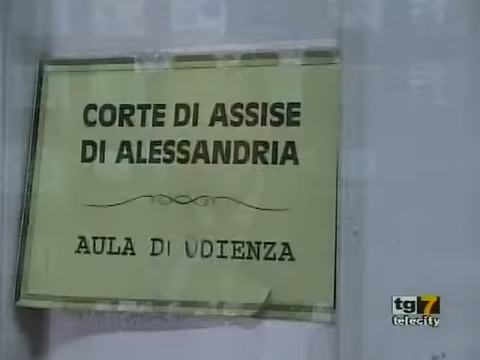 CORTE DI ASSISE
DI ALESSANDRIA
AULA DI UDIENZA
tg7
telecity